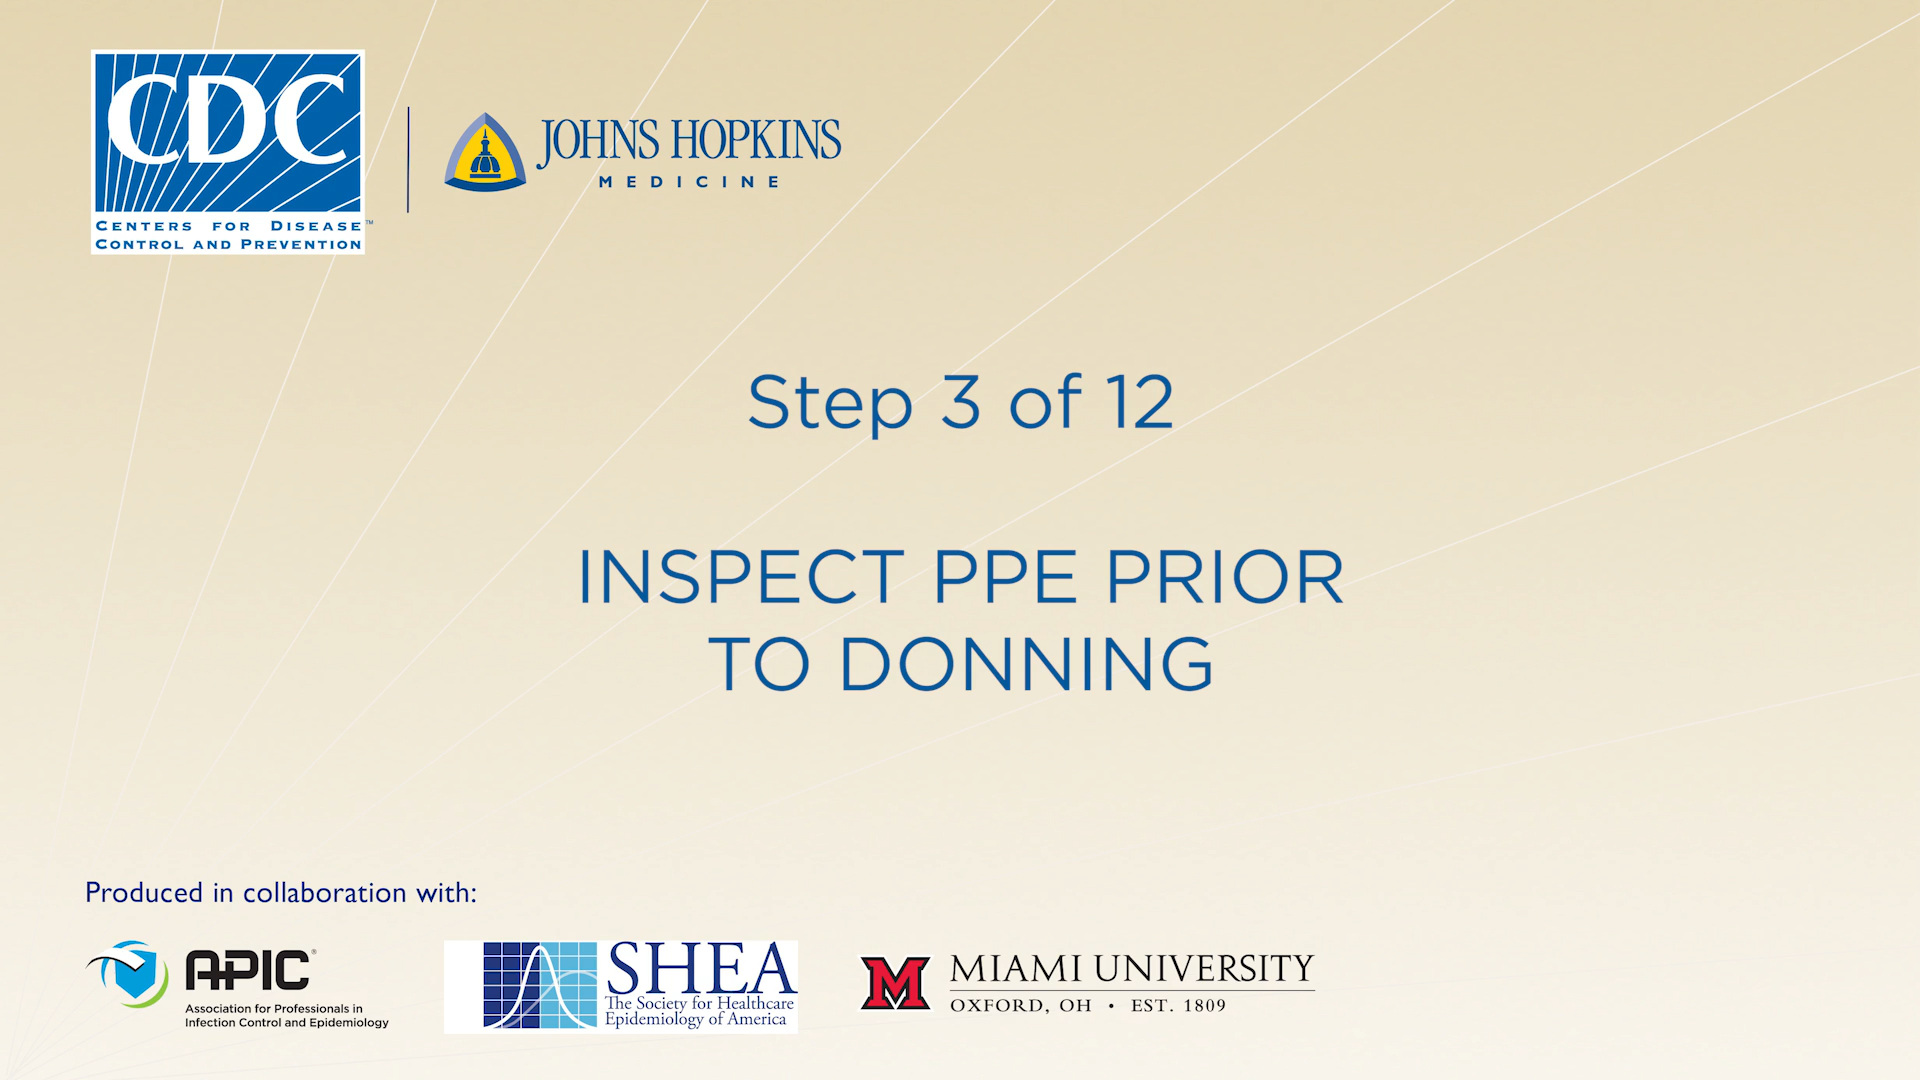 CDC
CENTERS FOR DISEASE™
CONTROL AND PREVENTION
JOHNS HOPKINS
MEDICINE
Step 3 of 12
INSPECT PPE PRIOR
TO DONNING
Produced in collaboration with:
APIC®
Association for Professionals in
Infection Control and Epidemiology
SHEA
The Society for Healthcare
Epidemiology of America
M
MIAMI UNIVERSITY
OXFORD, OH • EST. 1809